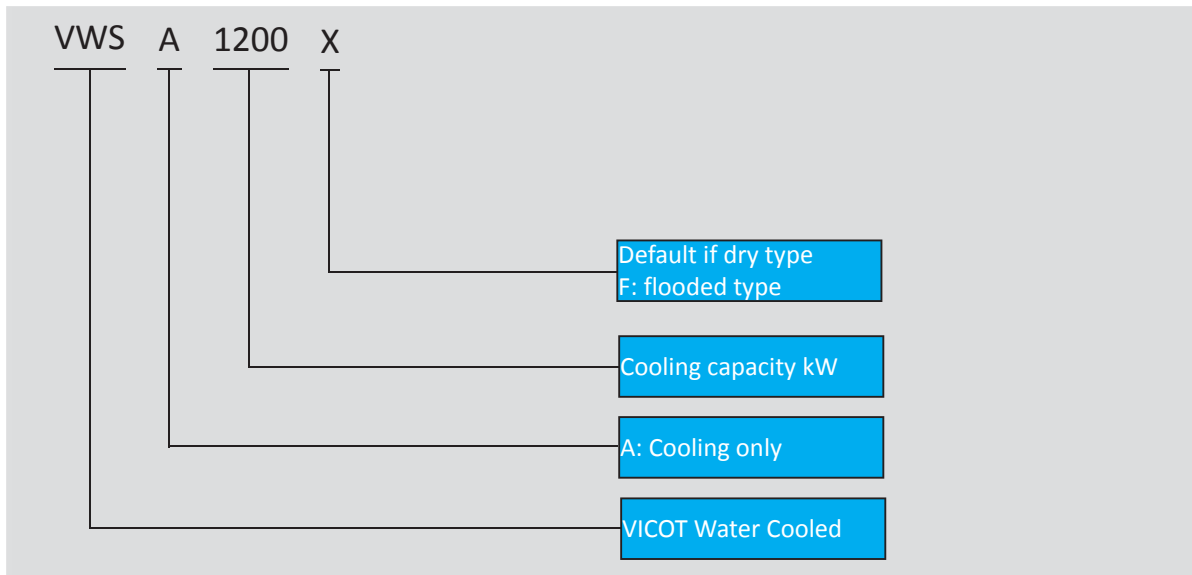 VWS A 1200 X
Default if dry type
F: flooded type
Cooling capacity kW
A: Cooling only
VICOT Water Cooled